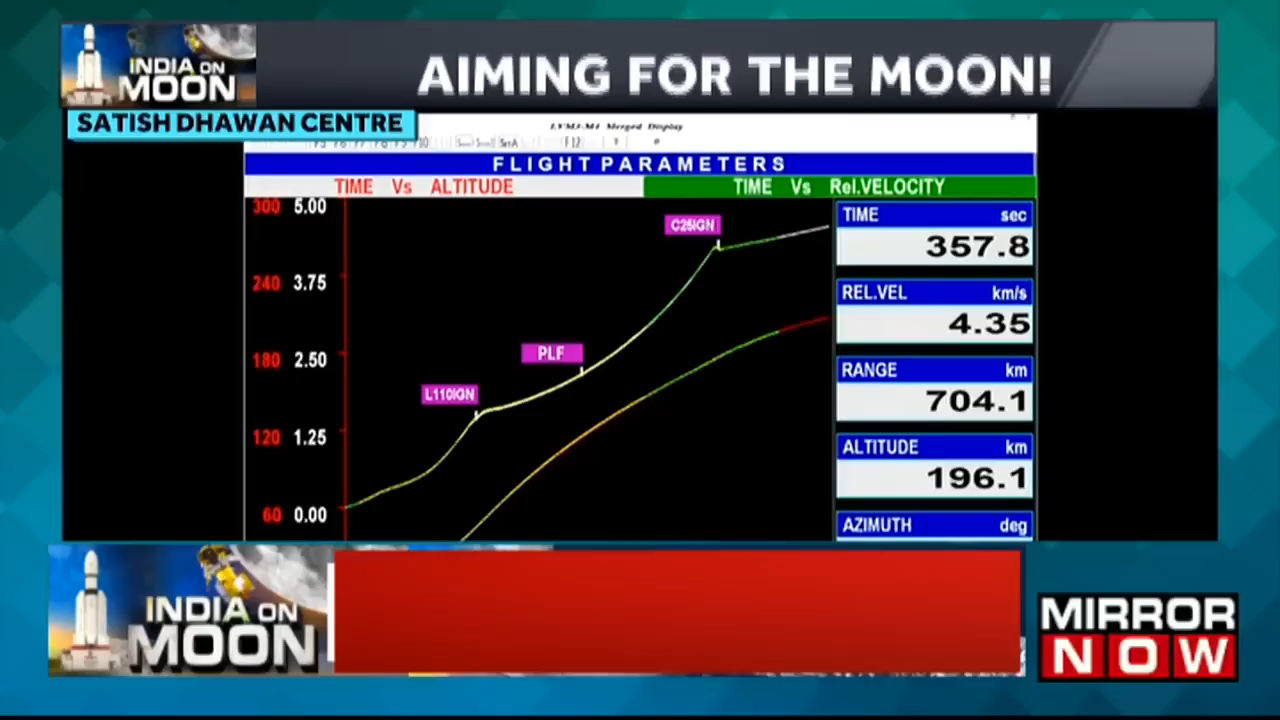 INDIA ON
MOON
AIMING FOR THE MOON!
SATISH DHAWAN CENTRE
LVM3-M4 Merged Display
F12
FLIGHT PARAMETERS
TIME Vs ALTITUDE
TIME Vs Rel.VELOCITY
300 5.00
240 3.75
180 2.50
120 1.25
60 0.00
C25IGN
PLF
L110IGN
TIME sec
357.8
REL.VEL km/s
4.35
RANGE km
704.1
ALTITUDE km
196.1
AZIMUTH deg
INDIA ON
MOON
MIRROR
NOW